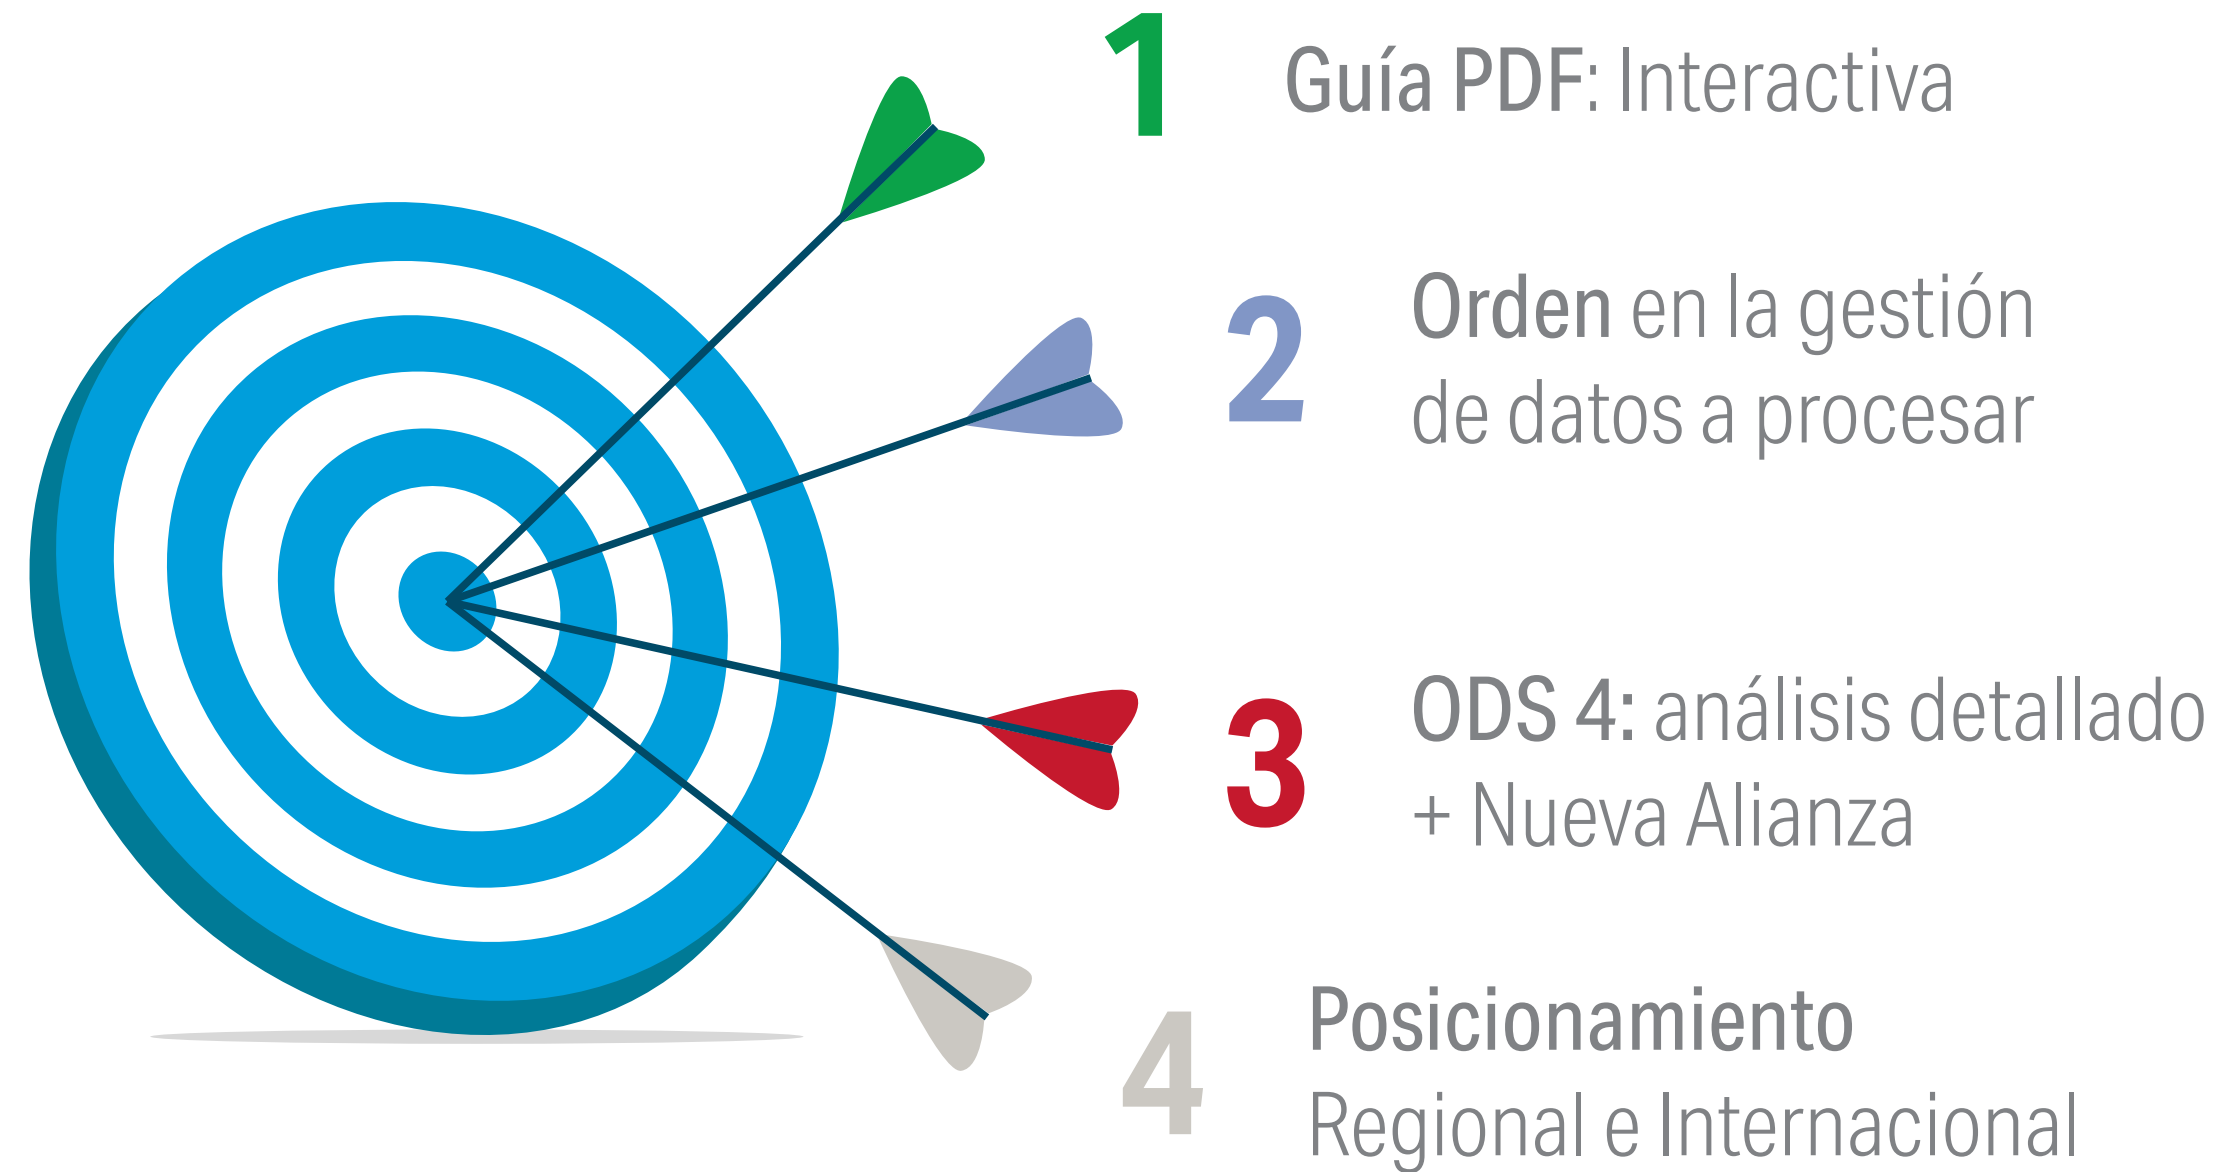 1 Guía PDF: Interactiva
2 Orden en la gestión
de datos a procesar
3 ODS 4: análisis detallado
+ Nueva Alianza
4 Posicionamiento
Regional e Internacional